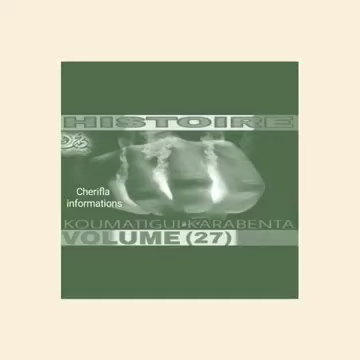 HISTOIRE
Cherifla
informations
KOUMATIGUI KARABENTA
VOLUME (27)